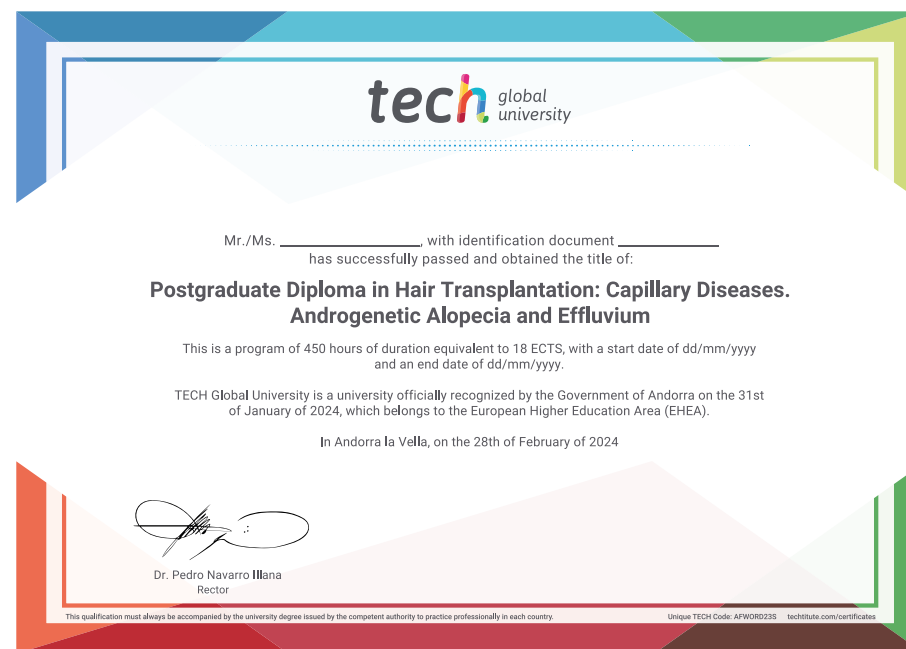 tech global university
Mr./Ms. ____________________, with identification document ______________
has successfully passed and obtained the title of:
Postgraduate Diploma in Hair Transplantation: Capillary Diseases.
Androgenetic Alopecia and Effluvium
This is a program of 450 hours of duration equivalent to 18 ECTS, with a start date of dd/mm/yyyy
and an end date of dd/mm/yyyy.
TECH Global University is a university officially recognized by the Government of Andorra on the 31st
of January of 2024, which belongs to the European Higher Education Area (EHEA).
In Andorra la Vella, on the 28th of February of 2024
Dr. Pedro Navarro Illana
Rector
This qualification must always be accompanied by the university degree issued by the competent authority to practice professionally in each country.
Unique TECH Code: AFWORD23S techtitute.com/certificates